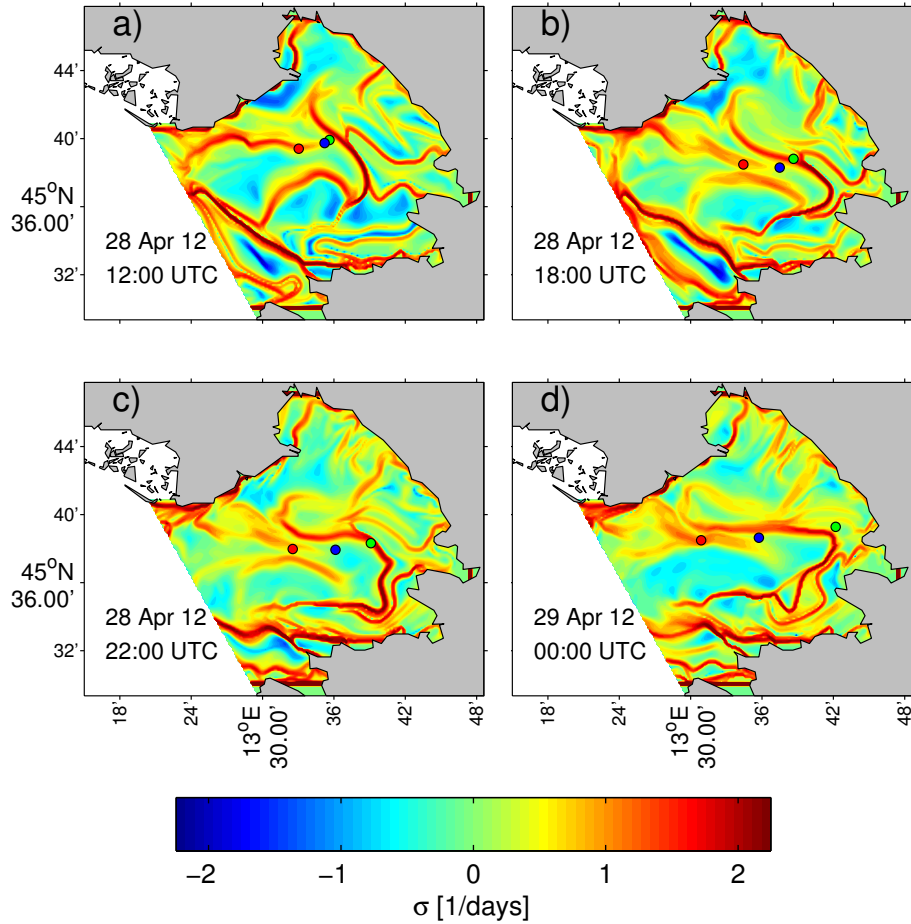 a)
b)
44'
40'
45°N
36.00'
32'
28 Apr 12
12:00 UTC
28 Apr 12
18:00 UTC
c)
d)
44'
40'
45°N
36.00'
32'
28 Apr 12
22:00 UTC
29 Apr 12
00:00 UTC
18'
24'
13°E
30.00'
36'
42'
48'
18'
24'
13°E
30.00'
36'
42'
48'
−2
−1
0
1
2
σ [1/days]